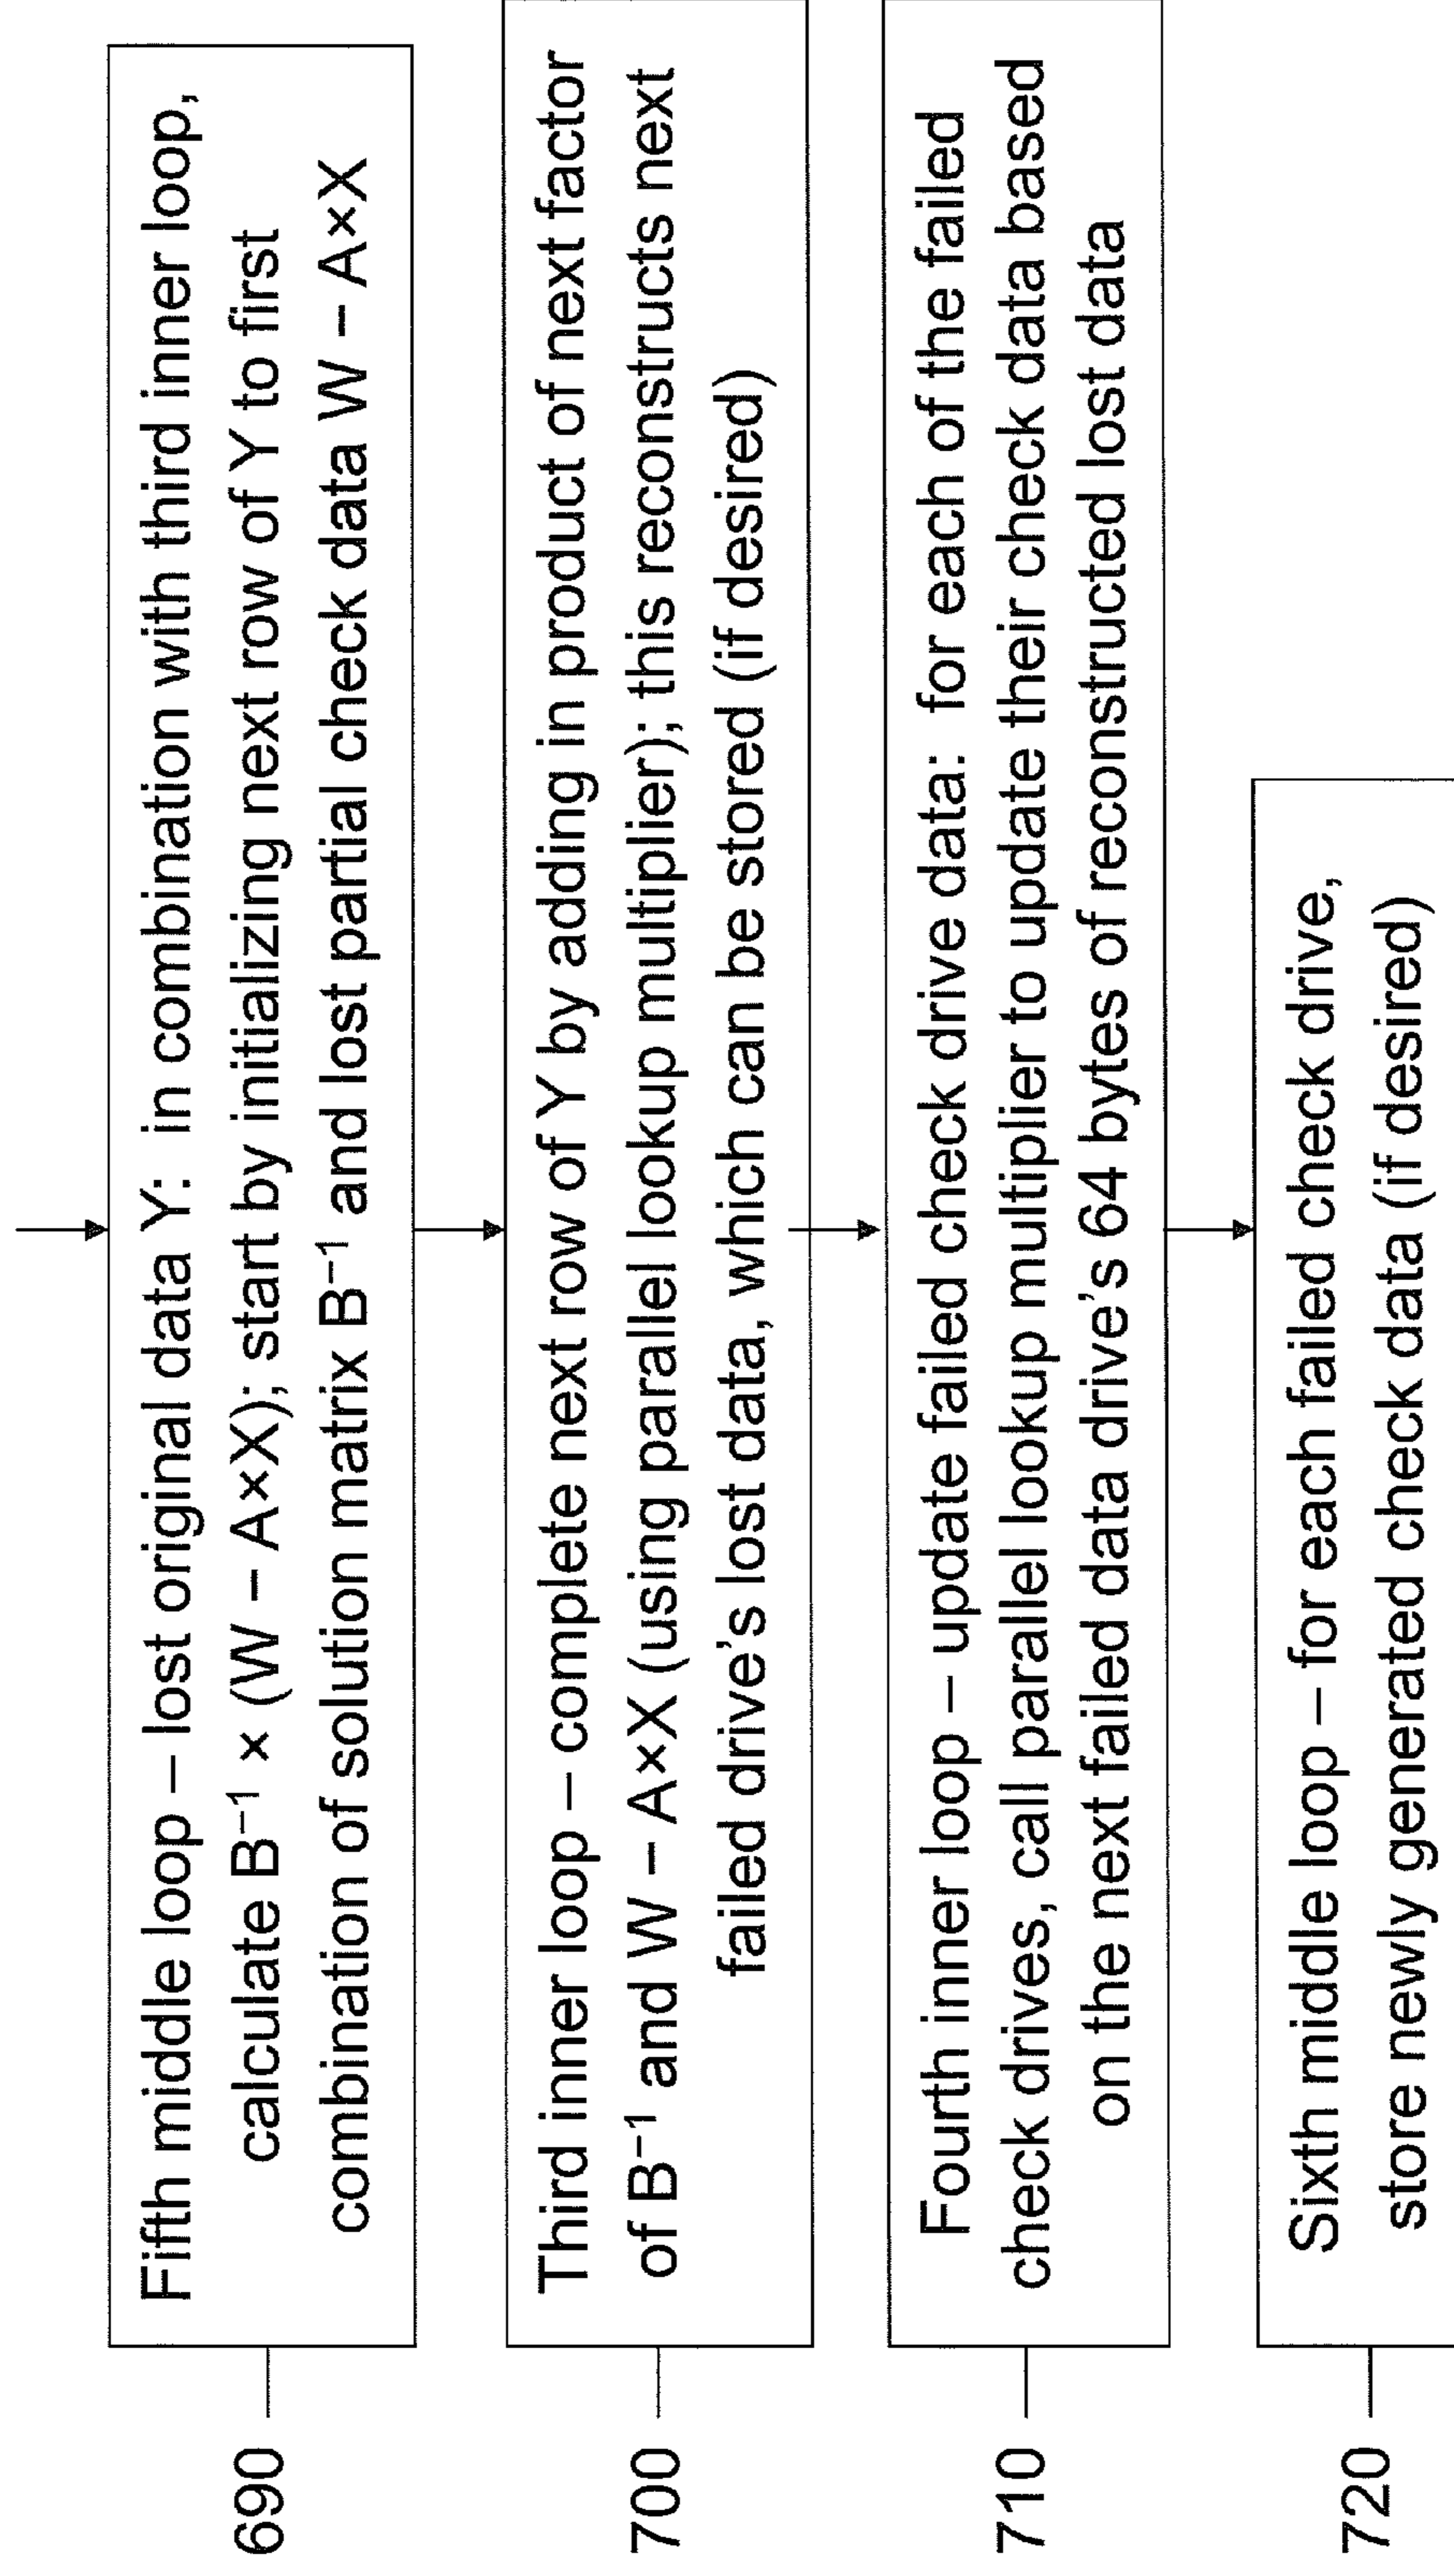 690
Fifth middle loop – lost original data Y: in combination with third inner loop,
calculate B⁻¹ × (W – A×X); start by initializing next row of Y to first
combination of solution matrix B⁻¹ and lost partial check data W – A×X
700
Third inner loop – complete next row of Y by adding in product of next factor
of B⁻¹ and W – A×X (using parallel lookup multiplier); this reconstructs next
failed drive's lost data, which can be stored (if desired)
710
Fourth inner loop – update failed check drive data: for each of the failed
check drives, call parallel lookup multiplier to update their check data based
on the next failed data drive's 64 bytes of reconstructed lost data
720
Sixth middle loop – for each failed check drive,
store newly generated check data (if desired)